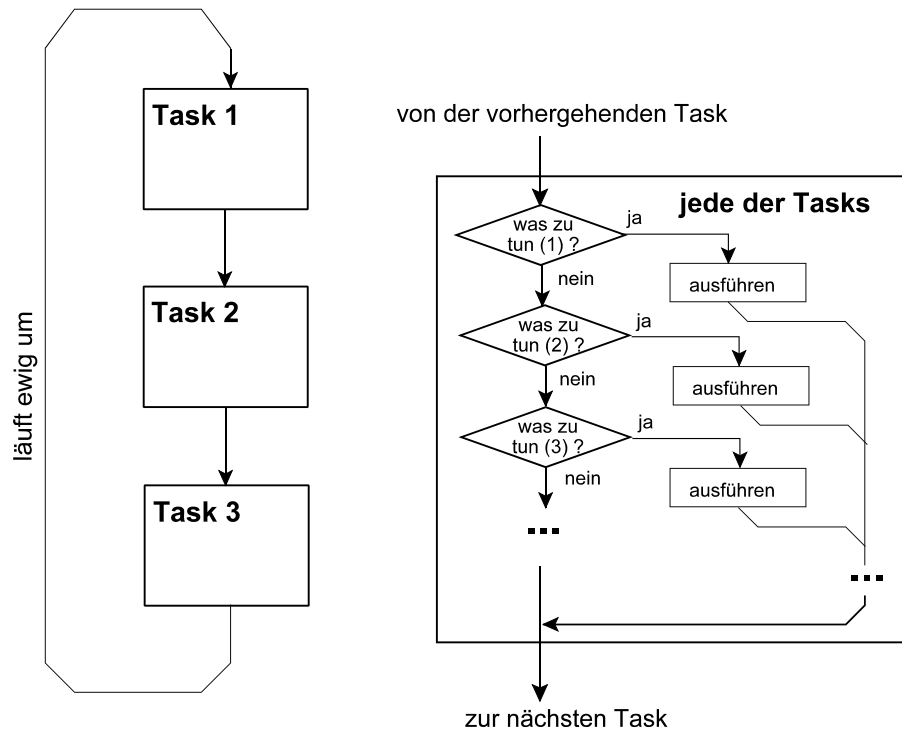 läuft ewig um
Task 1
Task 2
Task 3
von der vorhergehenden Task
jede der Tasks
was zu
tun (1) ?
ja
ausführen
nein
was zu
tun (2) ?
ja
ausführen
nein
was zu
tun (3) ?
ja
ausführen
nein
...
...
zur nächsten Task